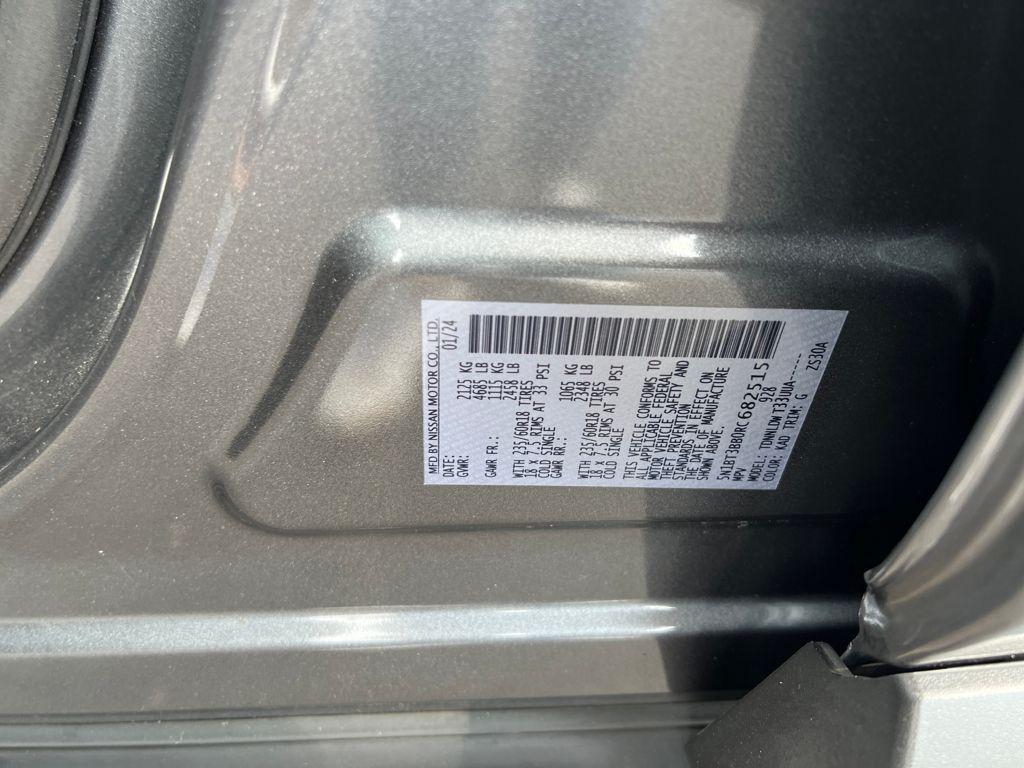 MFD BY NISSAN MOTOR CO., LTD.
DATE: 01/24
GVWR: 2125 KG
4685 LB
GAWR FR.: 1115 KG
2458 LB
WITH 235/60R18 TIRES
18 X 7.5 RIMS AT 33 PSI
COLD SINGLE
GAWR RR.: 1065 KG
2348 LB
WITH 235/60R18 TIRES
18 X 7.5 RIMS AT 30 PSI
COLD SINGLE
THIS VEHICLE CONFORMS TO
ALL APPLICABLE FEDERAL
MOTOR VEHICLE SAFETY AND
THEFT PREVENTION
STANDARDS IN EFFECT ON
THE DATE OF MANUFACTURE
SHOWN ABOVE.
5N1BT3BB0RC682515
MPV 928
MODEL: TDNNLDWT33UUA-----
COLOR: KAD TRIM: G ZS30A